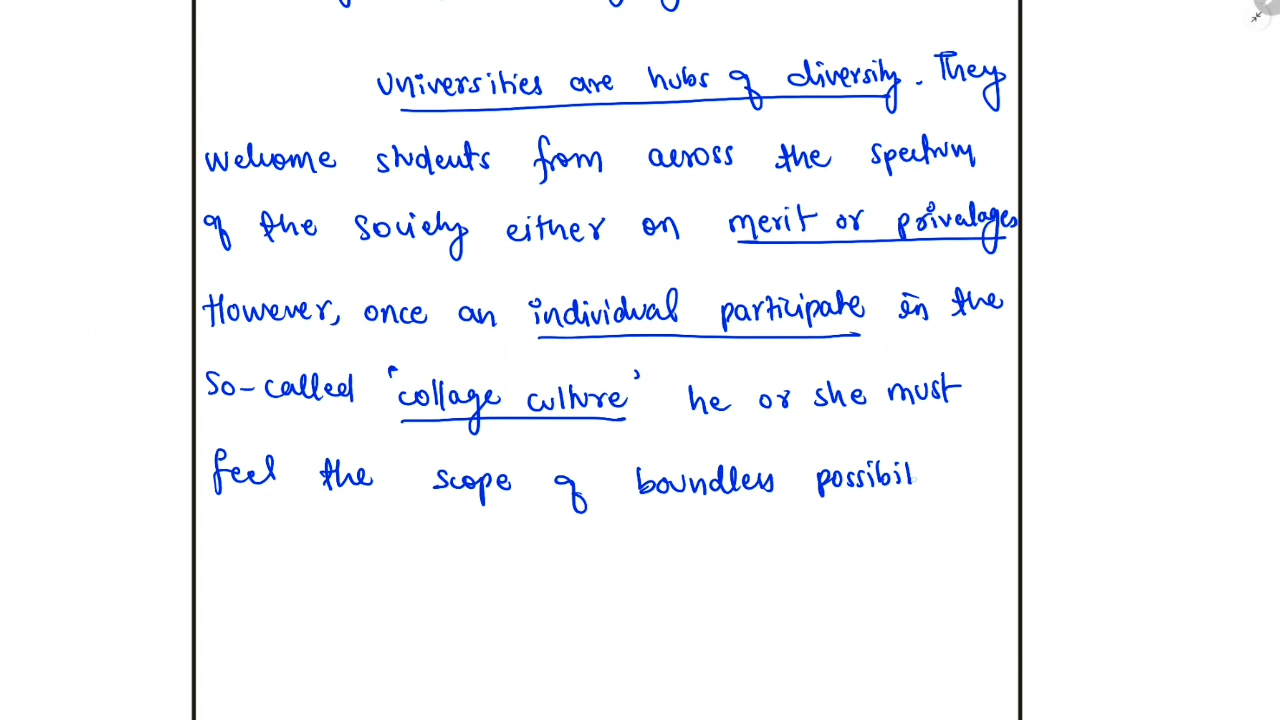 Universities are hubs of diversity. They
welcome students from across the spectrum
of the society either on merit or privalages
However, once an individual participate in the
so-called 'collage culture' he or she must
feel the scope of boundless possibil